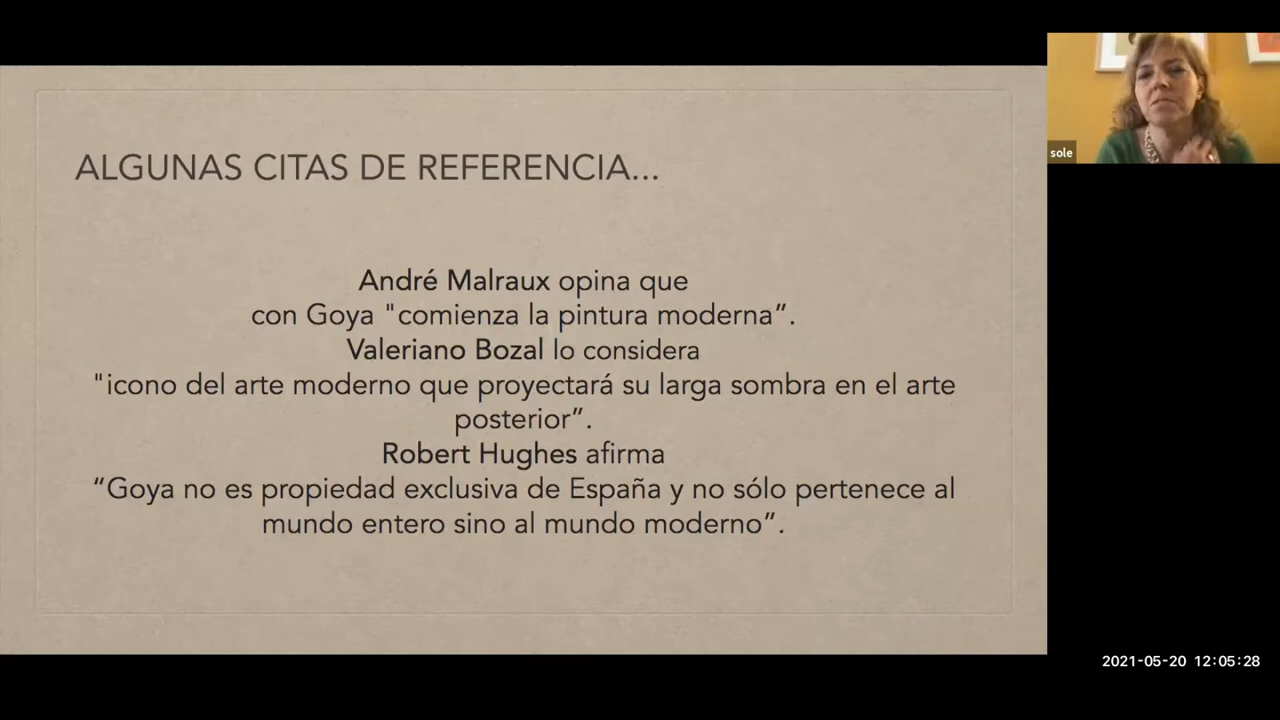 ALGUNAS CITAS DE REFERENCIA...
André Malraux opina que
con Goya "comienza la pintura moderna”.
Valeriano Bozal lo considera
"icono del arte moderno que proyectará su larga sombra en el arte
posterior”.
Robert Hughes afirma
“Goya no es propiedad exclusiva de España y no sólo pertenece al
mundo entero sino al mundo moderno”.
sole
2021-05-20 12:05:28